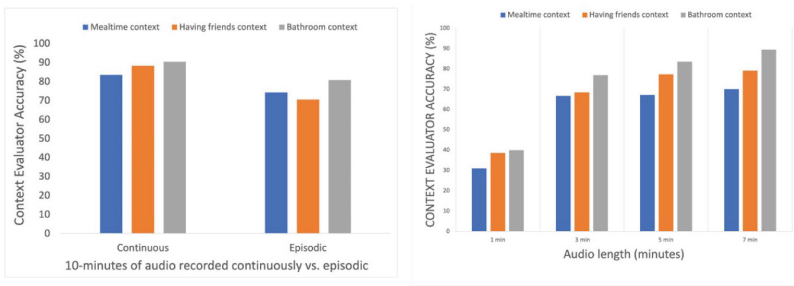 Mealtime context Having friends context Bathroom context
Context Evaluator Accuracy (%)
100
90
80
70
60
50
40
30
20
10
0
Continuous Episodic
10-minutes of audio recorded continuously vs. episodic
Mealtime context Having friends context Bathroom context
CONTEXT EVALUATOR ACCURACY (%)
100
90
80
70
60
50
40
30
20
10
0
1 min 3 min 5 min 7 min
Audio length (minutes)